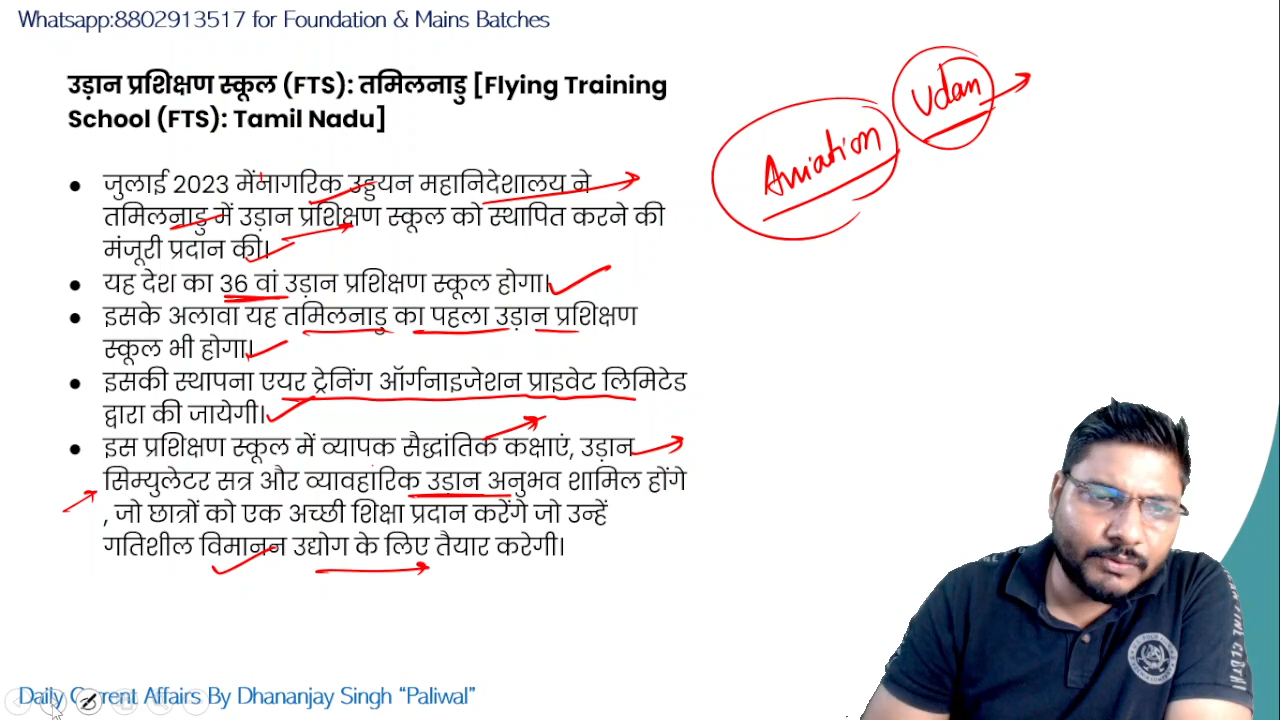 Whatsapp:8802913517 for Foundation & Mains Batches
उड़ान प्रशिक्षण स्कूल (FTS): तमिलनाडु [Flying Training
School (FTS): Tamil Nadu]
Udan
Aviation
● जुलाई 2023 मेंनागरिक उड्डयन महानिदेशालय ने
तमिलनाडु में उड़ान प्रशिक्षण स्कूल को स्थापित करने की
मंजूरी प्रदान की।
● यह देश का 36 वां उड़ान प्रशिक्षण स्कूल होगा।
● इसके अलावा यह तमिलनाडु का पहला उड़ान प्रशिक्षण
स्कूल भी होगा।
● इसकी स्थापना एयर ट्रेनिंग ऑर्गनाइजेशन प्राइवेट लिमिटेड
द्वारा की जायेगी।
● इस प्रशिक्षण स्कूल में व्यापक सैद्धांतिक कक्षाएं, उड़ान
सिम्युलेटर सत्र और व्यावहारिक उड़ान अनुभव शामिल होंगे
, जो छात्रों को एक अच्छी शिक्षा प्रदान करेंगे जो उन्हें
गतिशील विमानन उद्योग के लिए तैयार करेगी।
Daily Current Affairs By Dhananjay Singh “Paliwal”